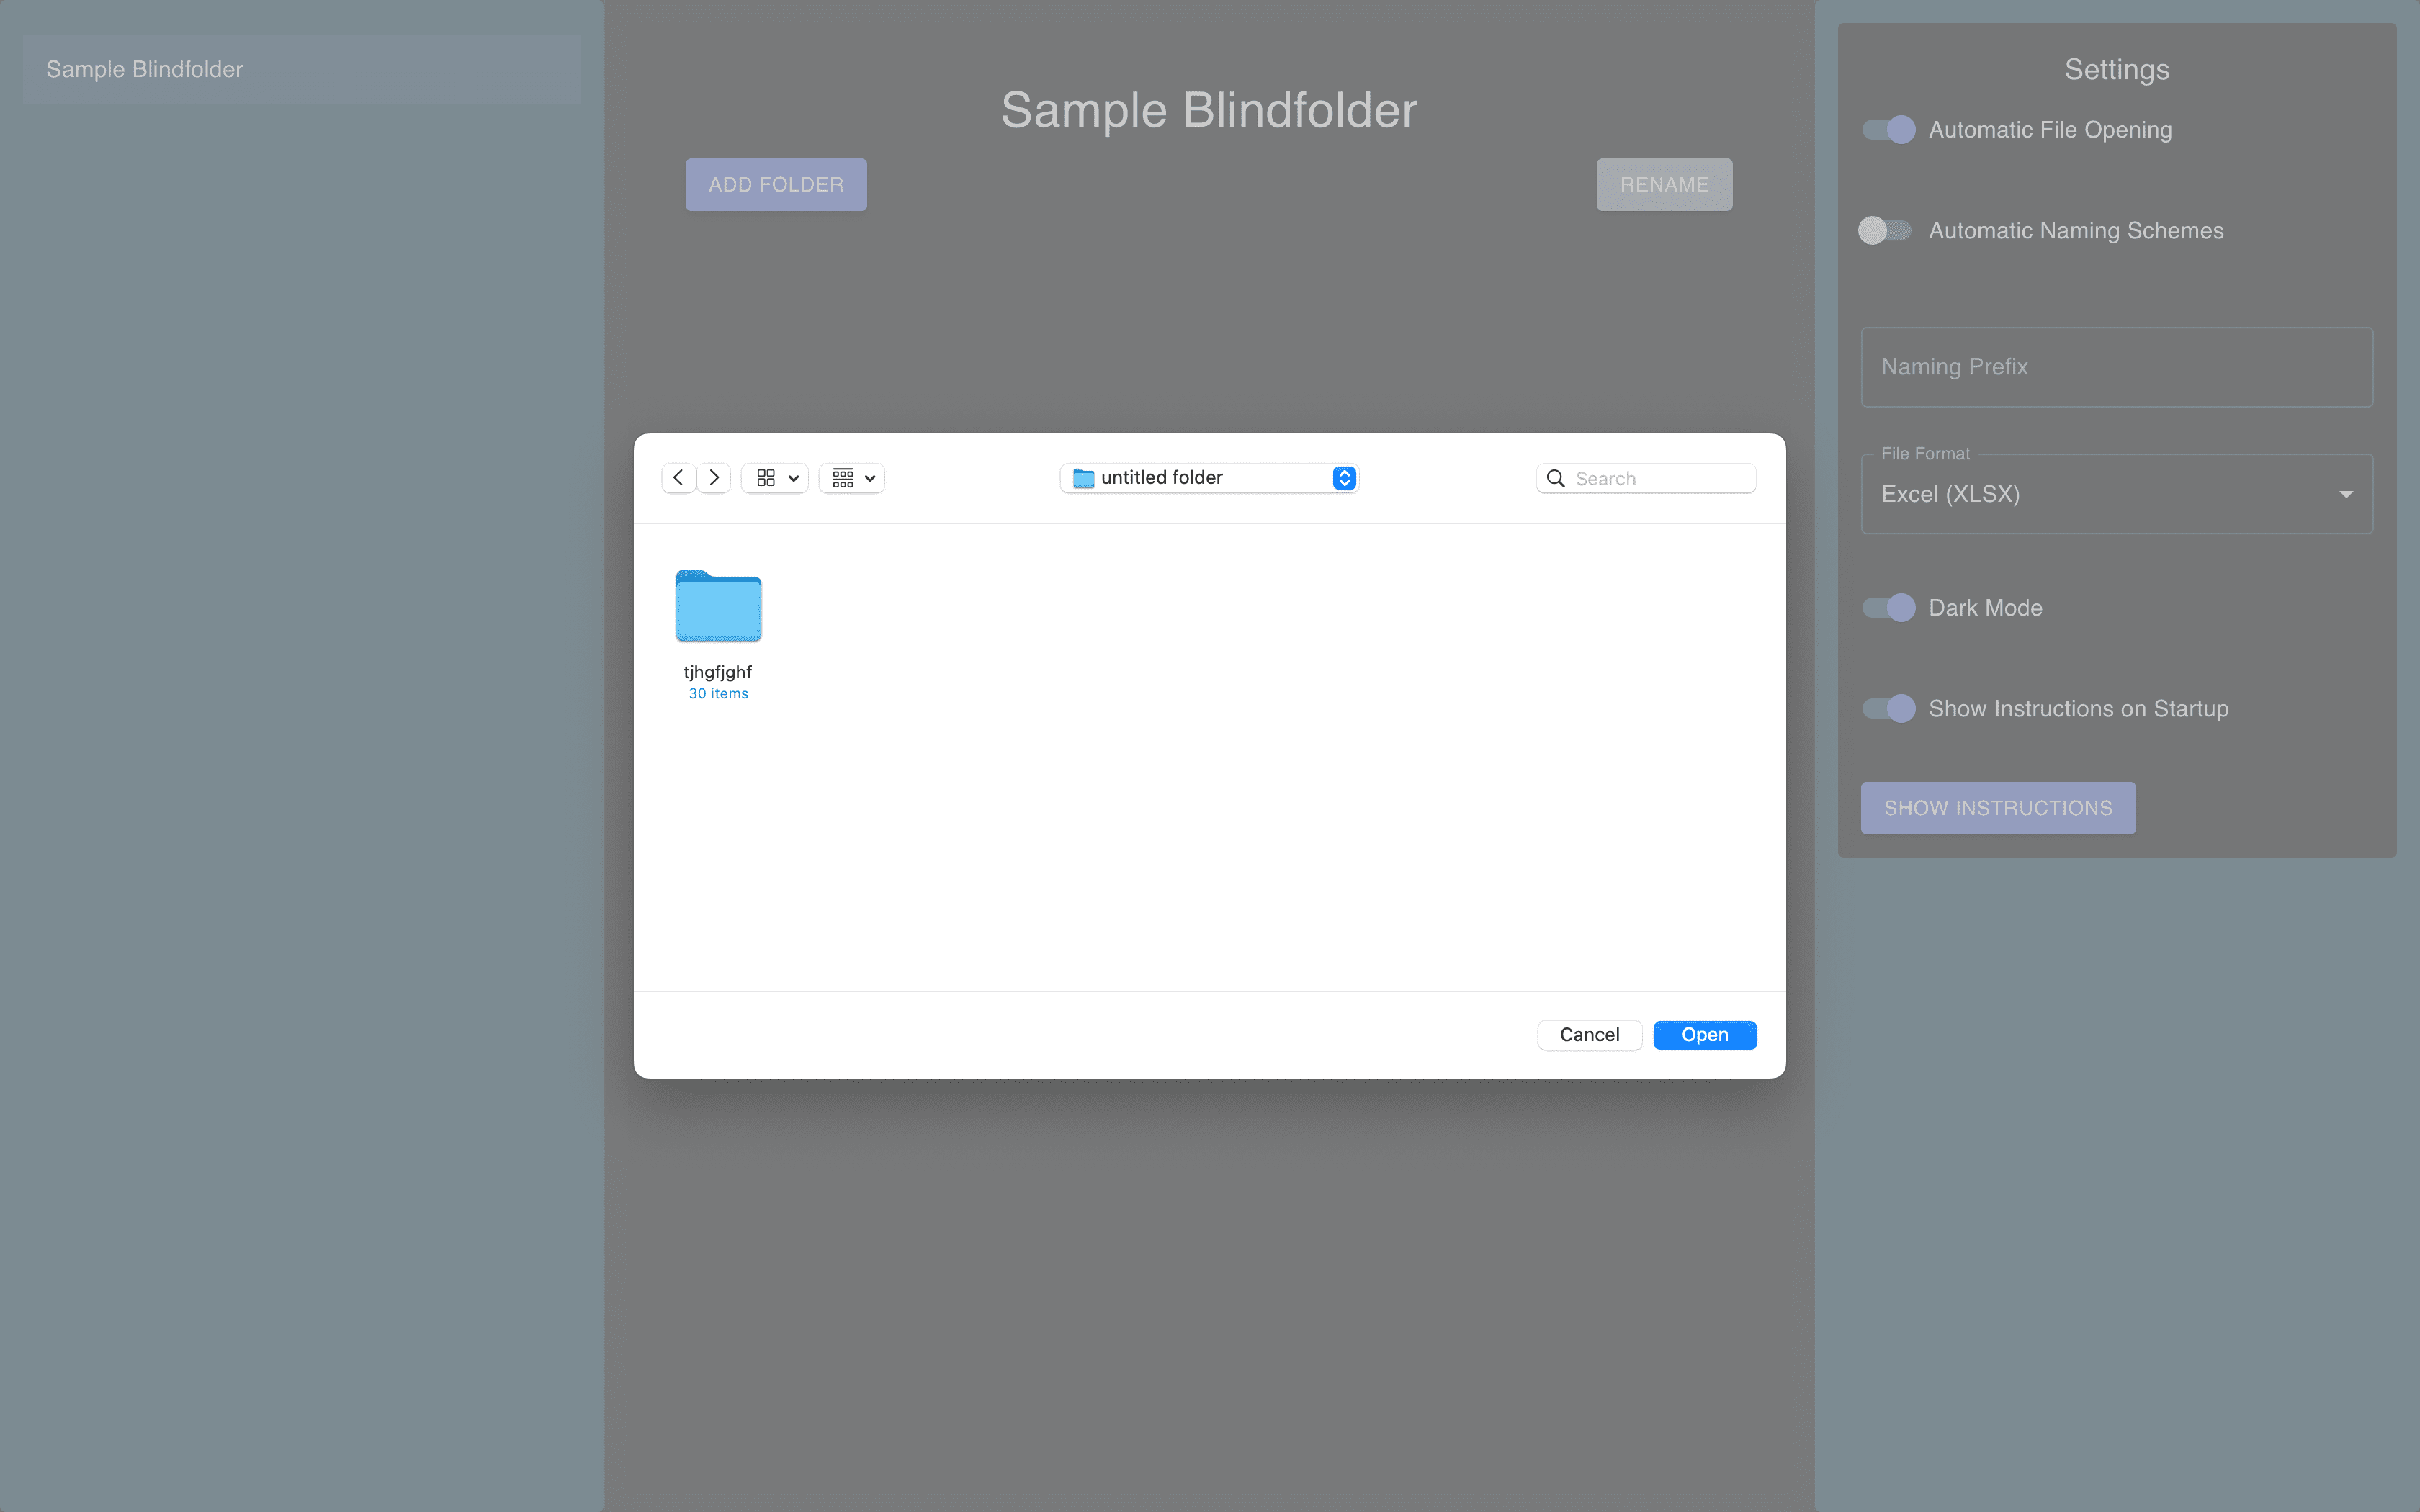 Sample Blindfolder
Sample Blindfolder
ADD FOLDER
RENAME
untitled folder
Search
tjhgfjghf
30 items
Cancel
Open
Settings
Automatic File Opening
Automatic Naming Schemes
Naming Prefix
File Format
Excel (XLSX)
Dark Mode
Show Instructions on Startup
SHOW INSTRUCTIONS